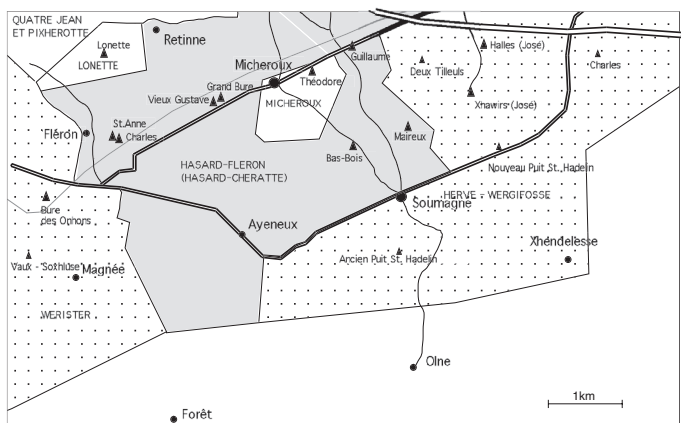 QUATRE JEAN
ET PIXHEROTTE
Retinne
Lonette
LONETTE
Micheroux
Guillaume
Halles (José)
Deux Tilleuls
Charles
Théodore
Grand Bure
Vieux Gustave
MICHEROUX
Xhawirs (José)
St.Anne
Charles
Fléron
Maireux
Bas-Bois
HASARD-FLERON
(HASARD-CHERATTE)
Nouveau Puit St. Hadelin
HERVE - WERGIFOSSE
Soumagne
Bure
des Onhons
Ayeneux
Xhendelesse
Ancien Puit St. Hadelin
Vaux - Soxhluse
Magnée
WERISTER
Olne
1km
Forêt